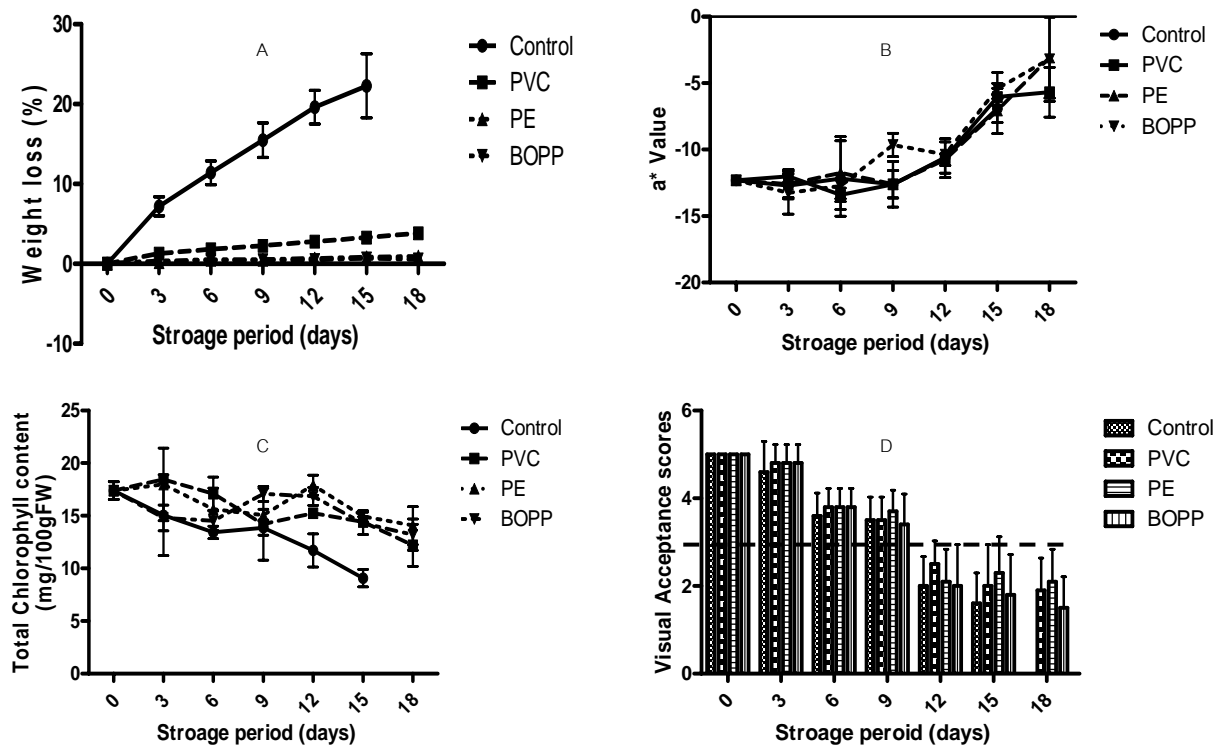 A
Weight loss (%)
30
20
10
0
-10
0 3 6 9 12 15 18
Stroage period (days)
Control
PVC
PE
BOPP
B
a* Value
0
-5
-10
-15
-20
0 3 6 9 12 15 18
Stroage period (days)
Control
PVC
PE
BOPP
C
Total Chlorophyll content
(mg/100gFW)
25
20
15
10
5
0
0 3 6 9 12 15 18
Stroage period (days)
Control
PVC
PE
BOPP
D
Visual Acceptance scores
6
4
2
0
0 3 6 9 12 15 18
Stroage peroid (days)
Control
PVC
PE
BOPP